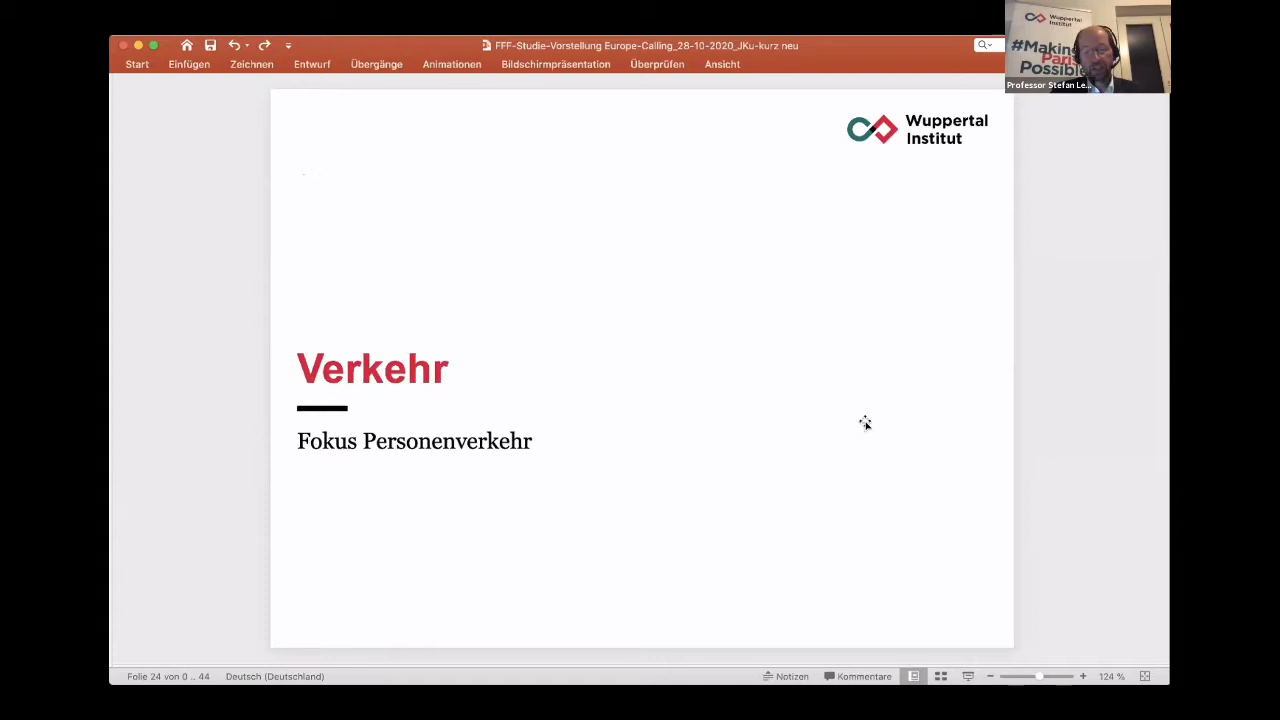 FFF-Studie-Vorstellung Europe-Calling_28-10-2020_JKu-kurz neu
Start Einfügen Zeichnen Entwurf Übergänge Animationen Bildschirmpräsentation Überprüfen Ansicht
Wuppertal
Institut
#Making
Paris
Possible
Professor Stefan Le...
Wuppertal
Institut
Verkehr
Fokus Personenverkehr
Folie 24 von 0 .. 44 Deutsch (Deutschland) Notizen Kommentare 124 %